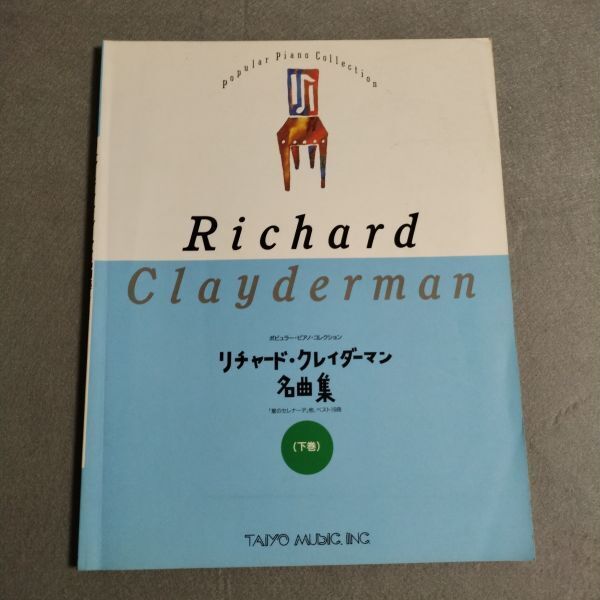 Popular Piano Collection
Richard
Clayderman
ポピュラー・ピアノ・コレクション
リチャード・クレイダーマン
名曲集
「星のセレナーデ」他、ベスト19曲
(下巻)
TAIYO MUSIC, INC.